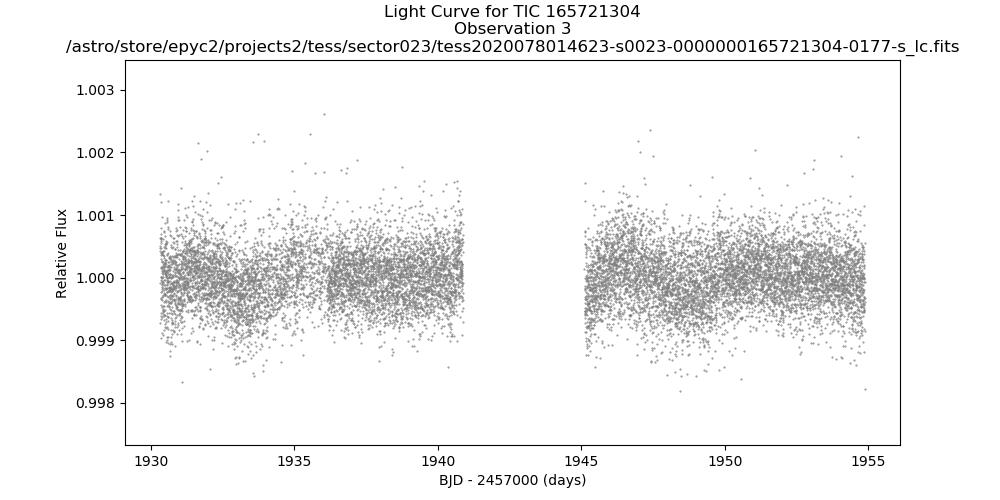 Light Curve for TIC 165721304
Observation 3
/astro/store/epyc2/projects2/tess/sector023/tess2020078014623-s0023-0000000165721304-0177-s_lc.fits
1.003
1.002
1.001
1.000
0.999
0.998
Relative Flux
1930
1935
1940
1945
1950
1955
BJD - 2457000 (days)